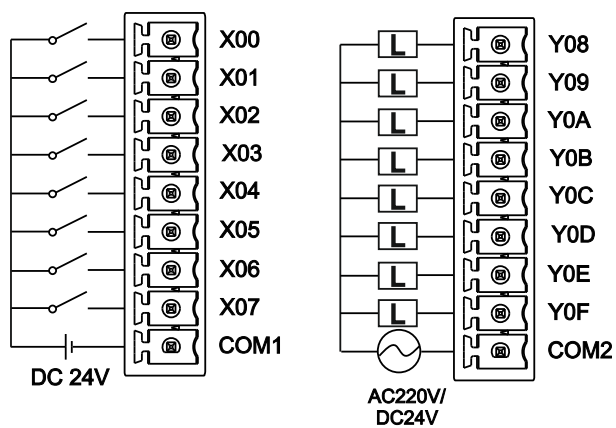 X00
X01
X02
X03
X04
X05
X06
X07
COM1
DC 24V
L Y08
L Y09
L Y0A
L Y0B
L Y0C
L Y0D
L Y0E
L Y0F
COM2
AC220V/
DC24V